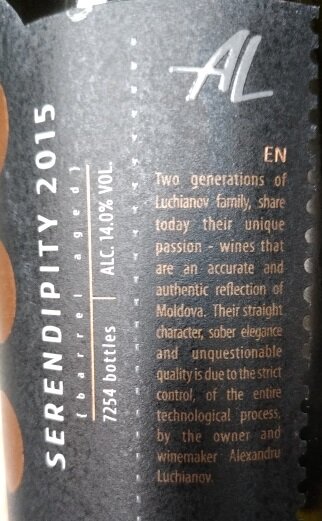 SERENDIPITY 2015
(barrel aged)
7254 bottles | ALC. 14.0% VOL.
AL
EN
Two generations of
Luchianov family, share
today their unique
passion - wines that
are an accurate and
authentic reflection of
Moldova. Their straight
character, sober elegance
and unquestionable
quality is due to the strict
control, of the entire
technological process,
by the owner and
winemaker Alexandru
Luchianov.